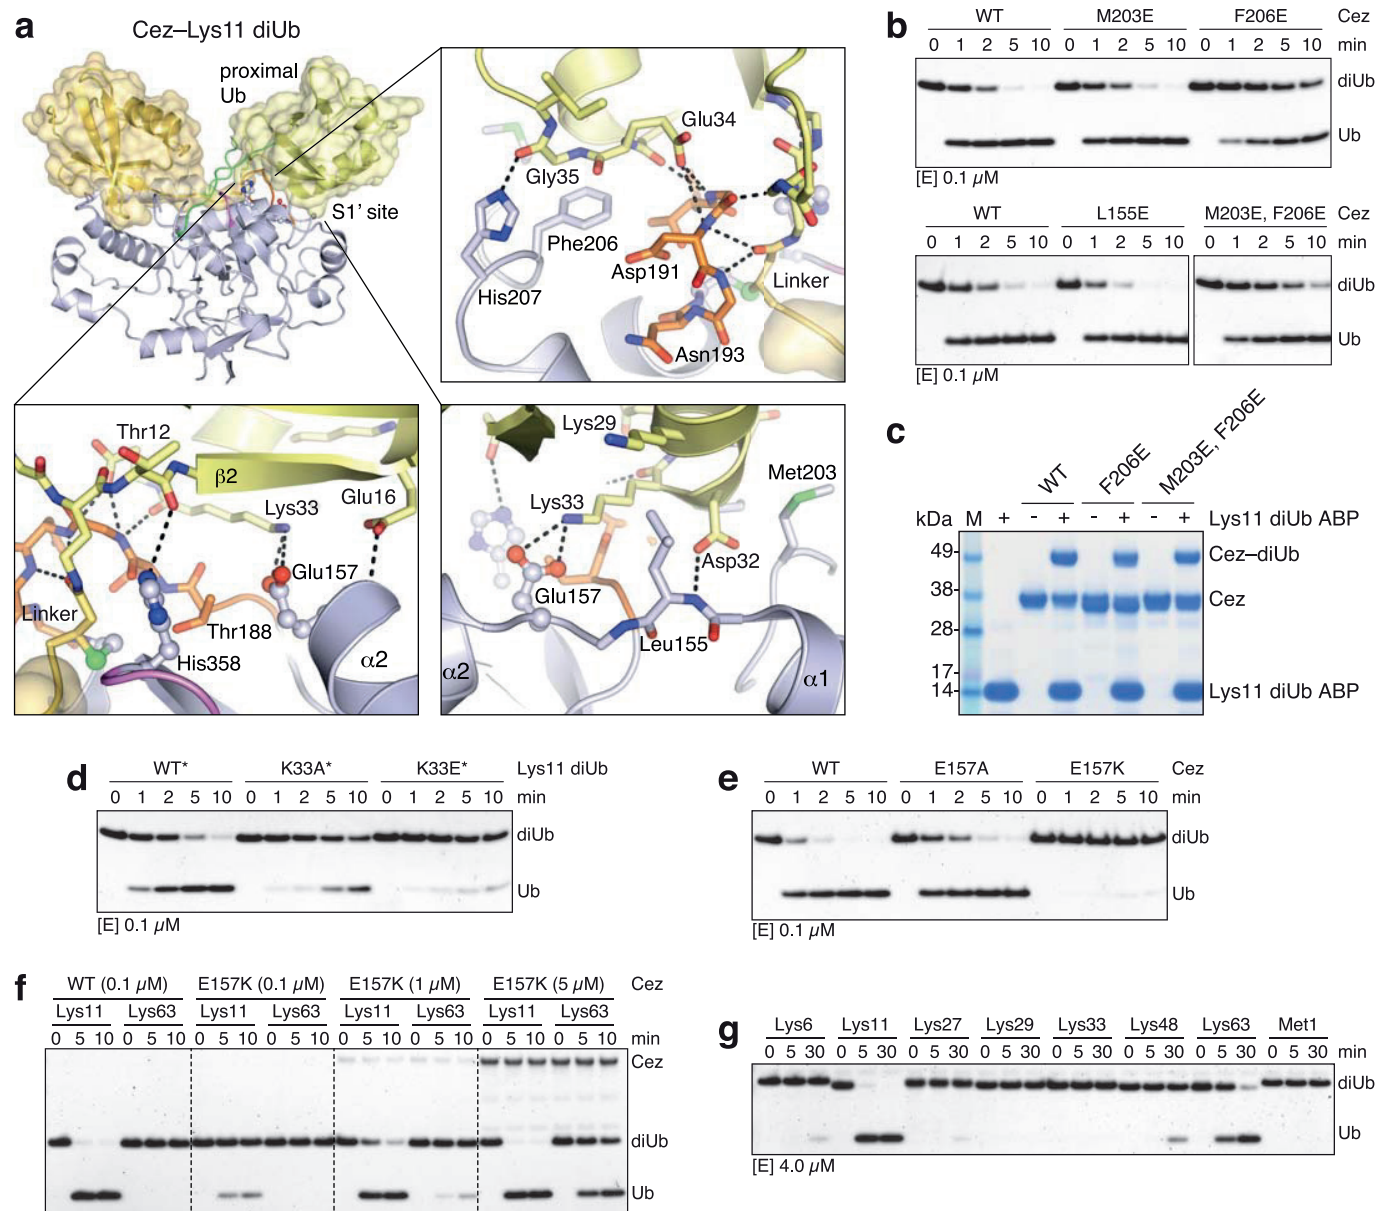 a
Cez–Lys11 diUb
proximal
Ub
S1' site
Glu34
Gly35
Phe206
Asp191
His207
Linker
Asn193
Thr12
β2
Glu16
Lys33
Glu157
Linker
Thr188
His358
α2
Lys29
Met203
Lys33
Asp32
Glu157
Leu155
α2
α1
b
WT M203E F206E Cez
0 1 2 5 10 0 1 2 5 10 0 1 2 5 10 min
diUb
Ub
[E] 0.1 µM
WT L155E M203E, F206E Cez
0 1 2 5 10 0 1 2 5 10 0 1 2 5 10 min
diUb
Ub
[E] 0.1 µM
c
WT F206E M203E, F206E
kDa M + - + - + - + Lys11 diUb ABP
49- Cez–diUb
38- Cez
28-
17-
14- Lys11 diUb ABP
d
WT* K33A* K33E* Lys11 diUb
0 1 2 5 10 0 1 2 5 10 0 1 2 5 10 min
diUb
Ub
[E] 0.1 µM
e
WT E157A E157K Cez
0 1 2 5 10 0 1 2 5 10 0 1 2 5 10 min
diUb
Ub
[E] 0.1 µM
f
WT (0.1 µM) E157K (0.1 µM) E157K (1 µM) E157K (5 µM) Cez
Lys11 Lys63 Lys11 Lys63 Lys11 Lys63 Lys11 Lys63
0 5 10 0 5 10 0 5 10 0 5 10 0 5 10 0 5 10 0 5 10 0 5 10 min
Cez
diUb
Ub
g
Lys6 Lys11 Lys27 Lys29 Lys33 Lys48 Lys63 Met1
0 5 30 0 5 30 0 5 30 0 5 30 0 5 30 0 5 30 0 5 30 0 5 30 min
diUb
Ub
[E] 4.0 µM